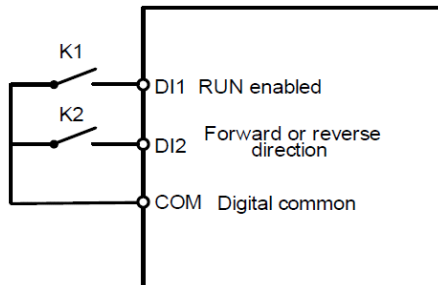 K1
DI1 RUN enabled
K2
DI2 Forward or reverse
direction
COM Digital common